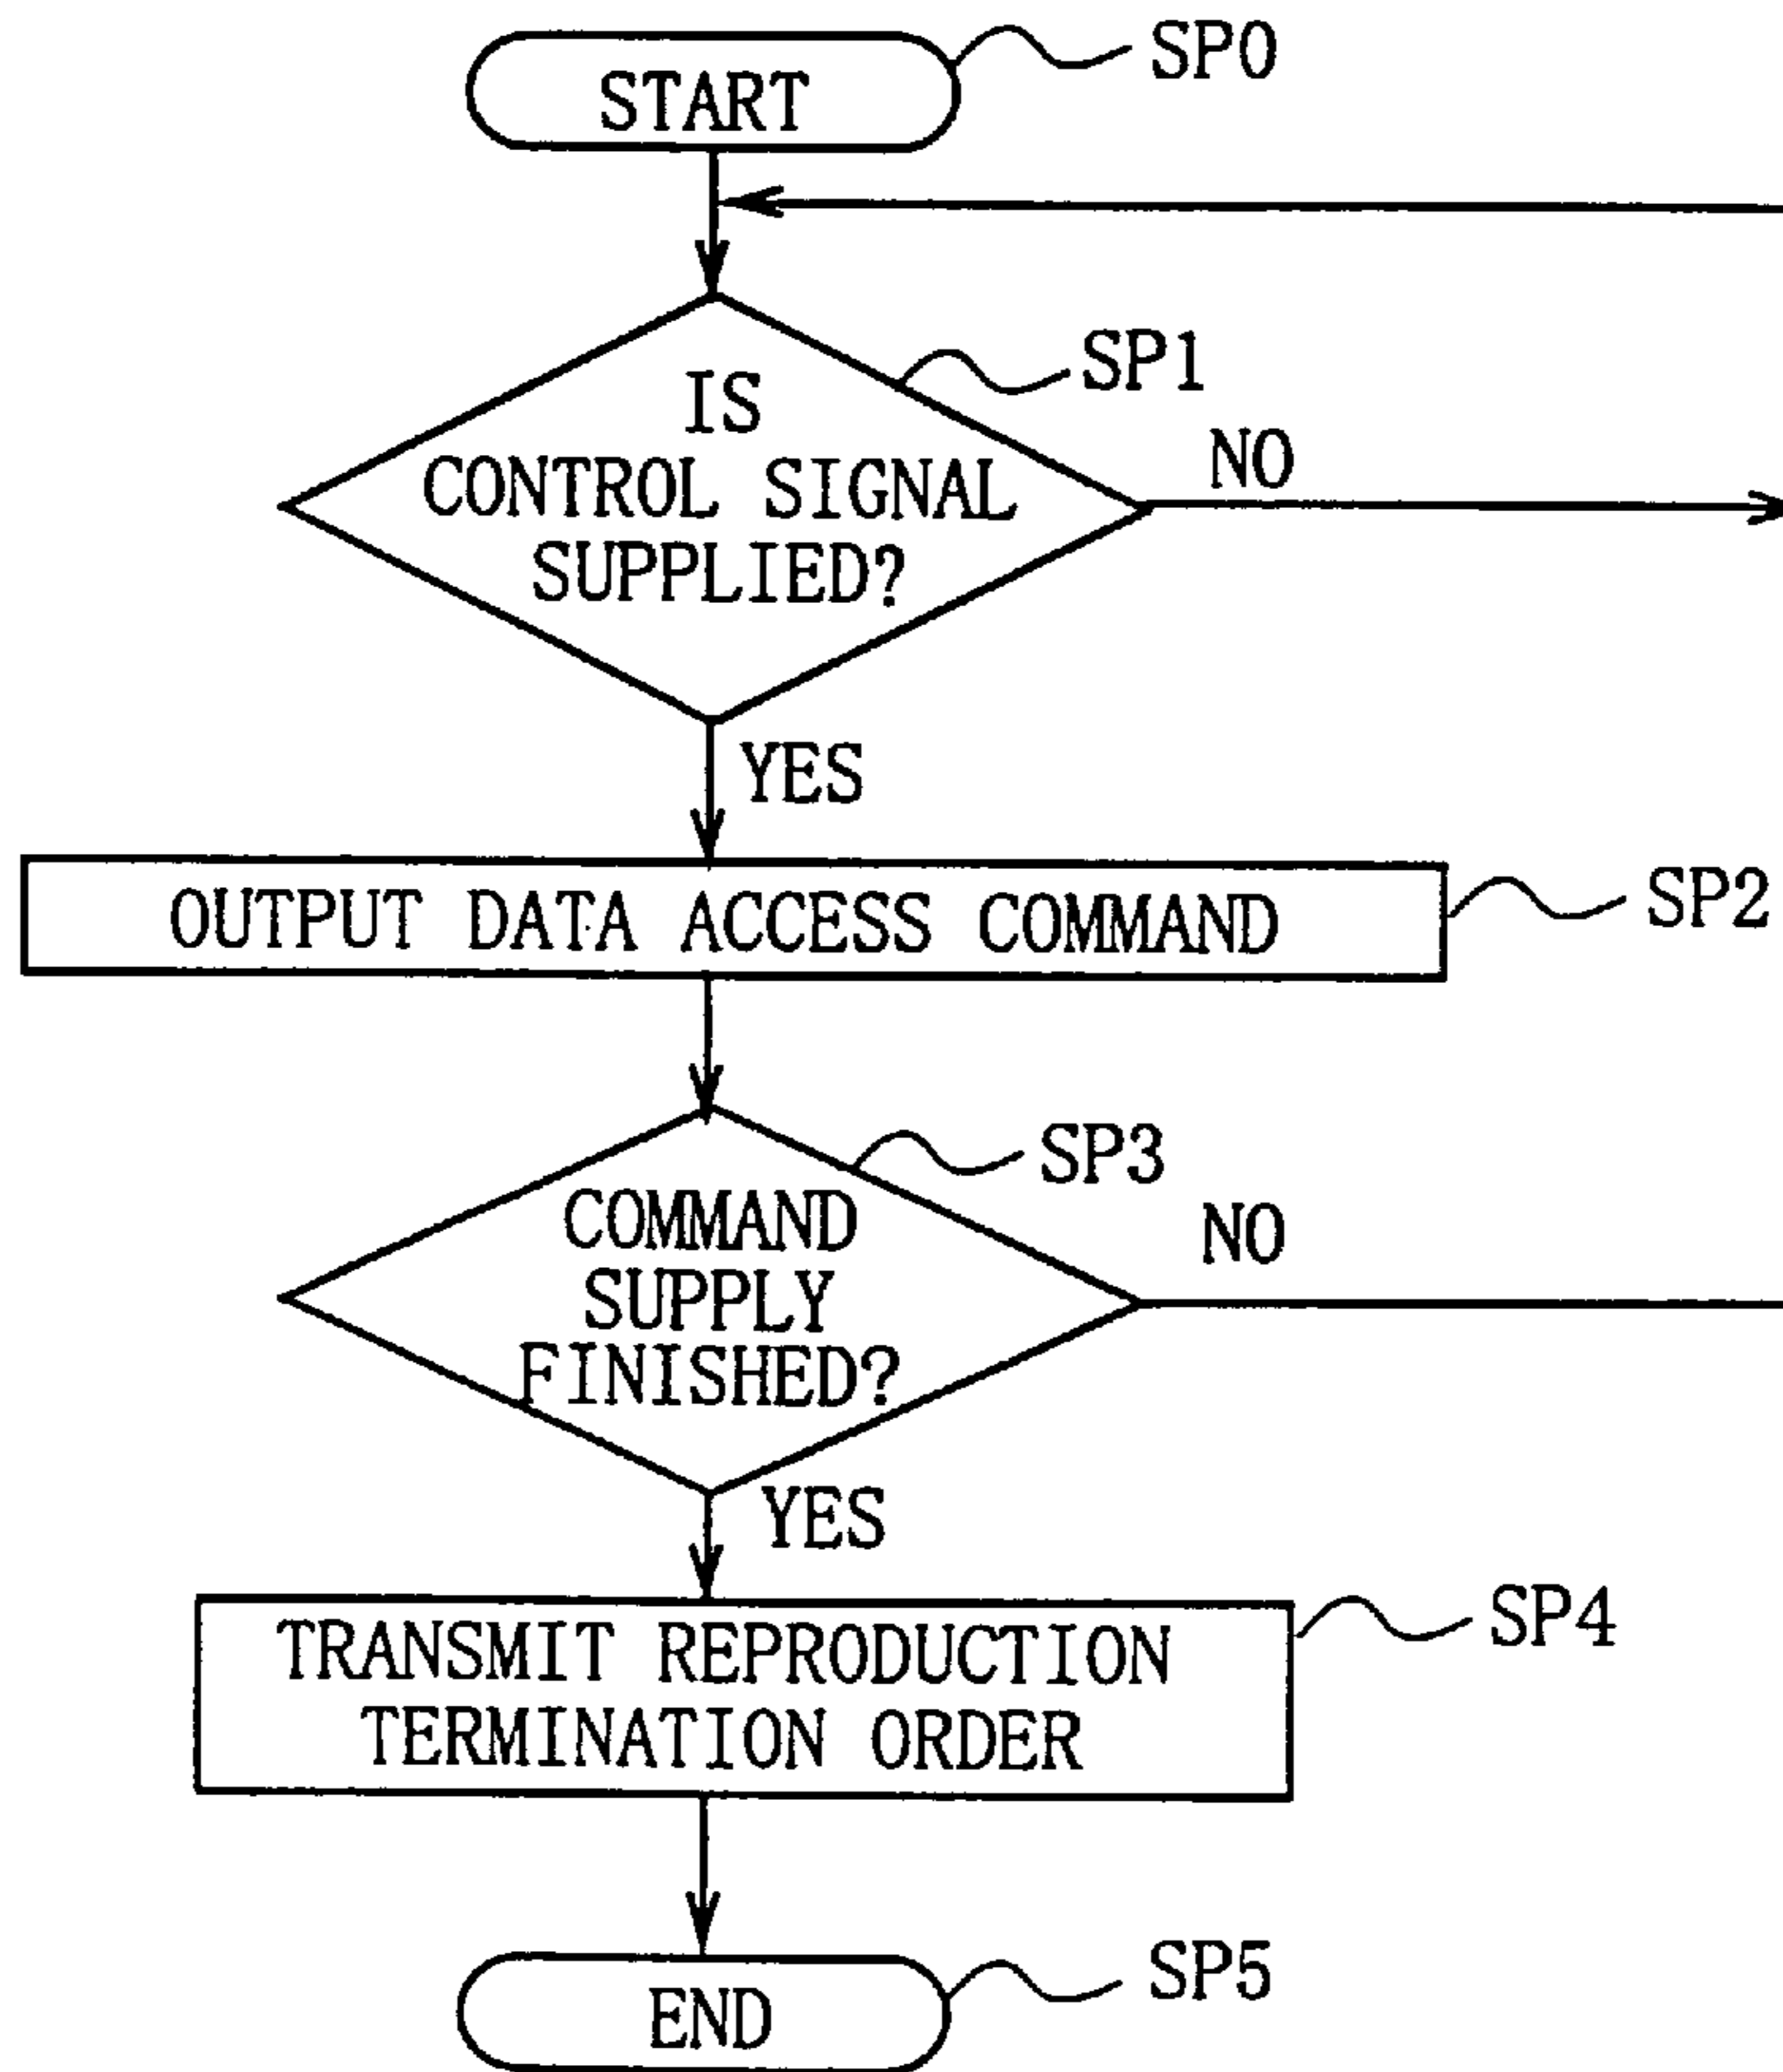 START
SP0
IS
CONTROL SIGNAL
SUPPLIED?
SP1
NO
YES
OUTPUT DATA ACCESS COMMAND
SP2
COMMAND
SUPPLY
FINISHED?
SP3
NO
YES
TRANSMIT REPRODUCTION
TERMINATION ORDER
SP4
END
SP5